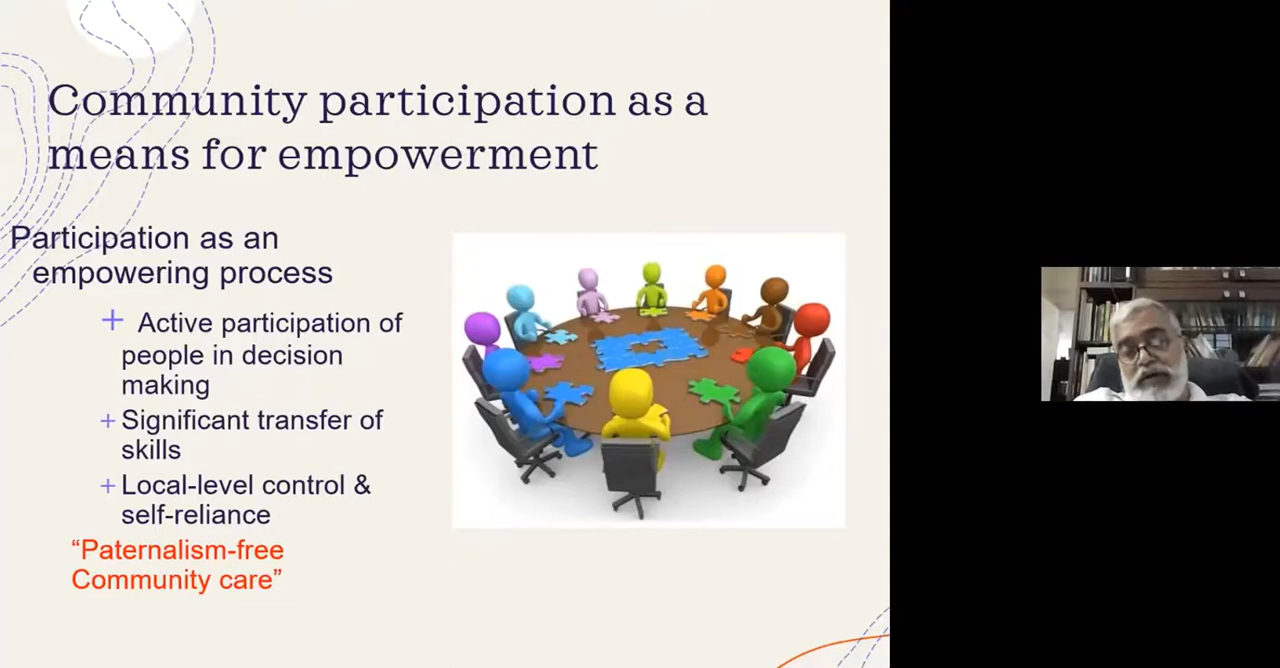 Community participation as a
means for empowerment
Participation as an
empowering process
+ Active participation of
people in decision
making
+ Significant transfer of
skills
+ Local-level control &
self-reliance
“Paternalism-free
Community care”